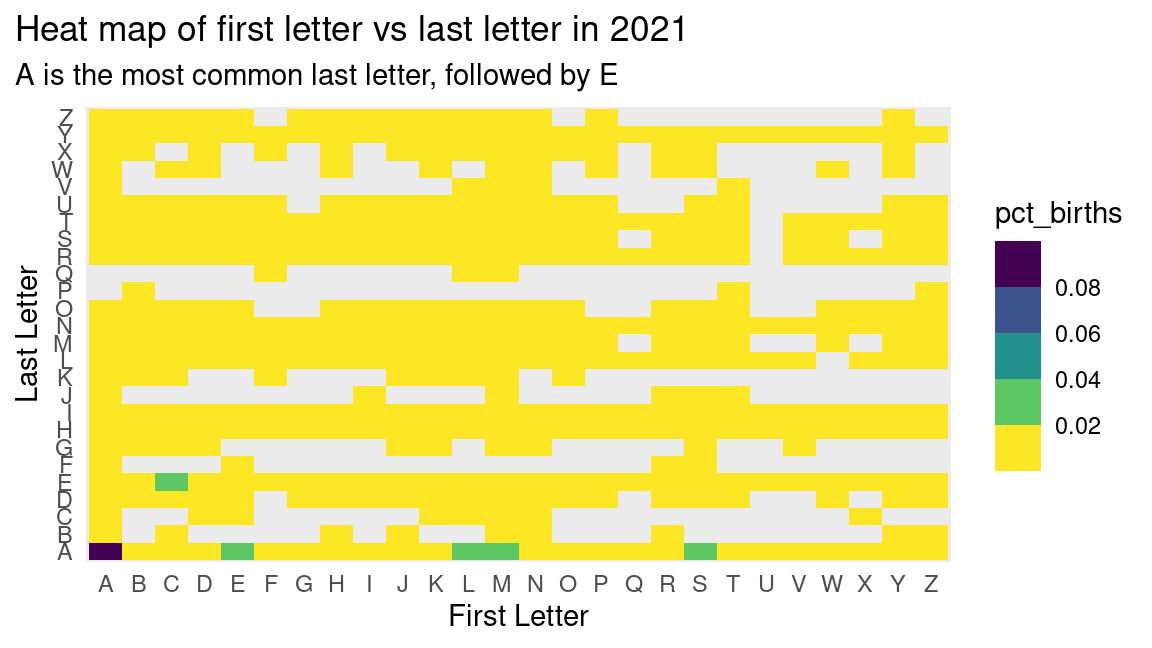 Heat map of first letter vs last letter in 2021
A is the most common last letter, followed by E
Z
Y
X
W
V
U
T
S
R
Q
P
O
N
M
L
K
J
I
H
G
F
E
D
C
B
A
Last Letter
A B C D E F G H I J K L M N O P Q R S T U V W X Y Z
First Letter
pct_births
0.08
0.06
0.04
0.02